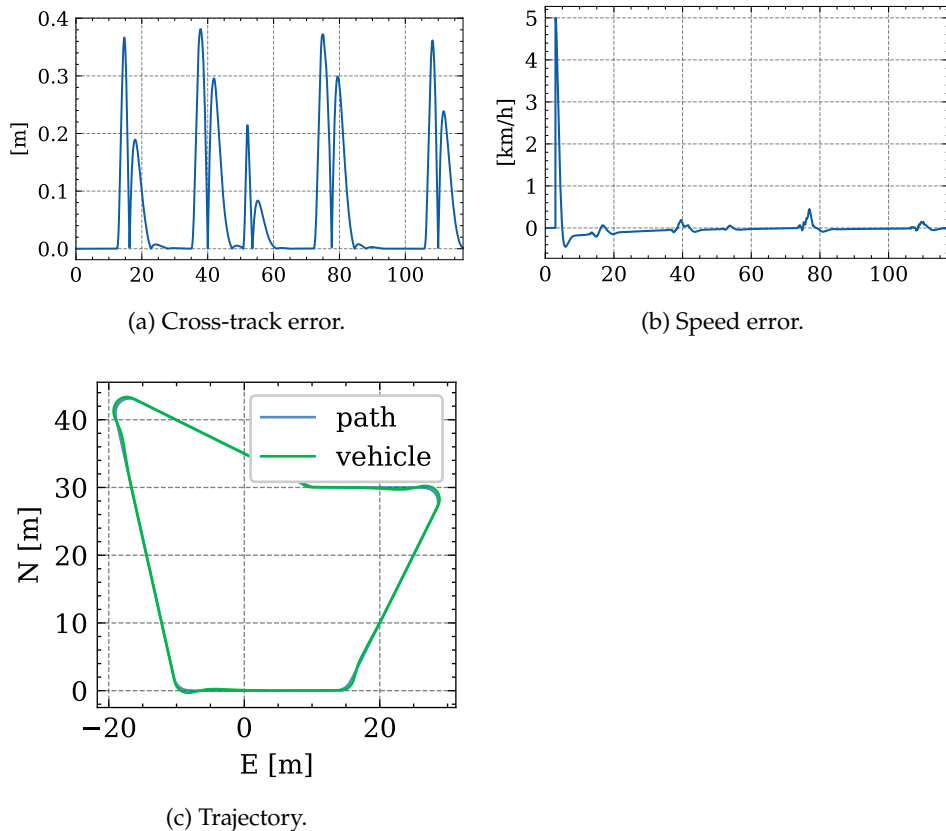 0.4
0.3
0.2
0.1
0.0
[m]
0 20 40 60 80 100
(a) Cross-track error.
5
4
3
2
1
0
[km/h]
0 20 40 60 80 100
(b) Speed error.
40
30
20
10
0
N [m]
path
vehicle
−20 0 20
E [m]
(c) Trajectory.